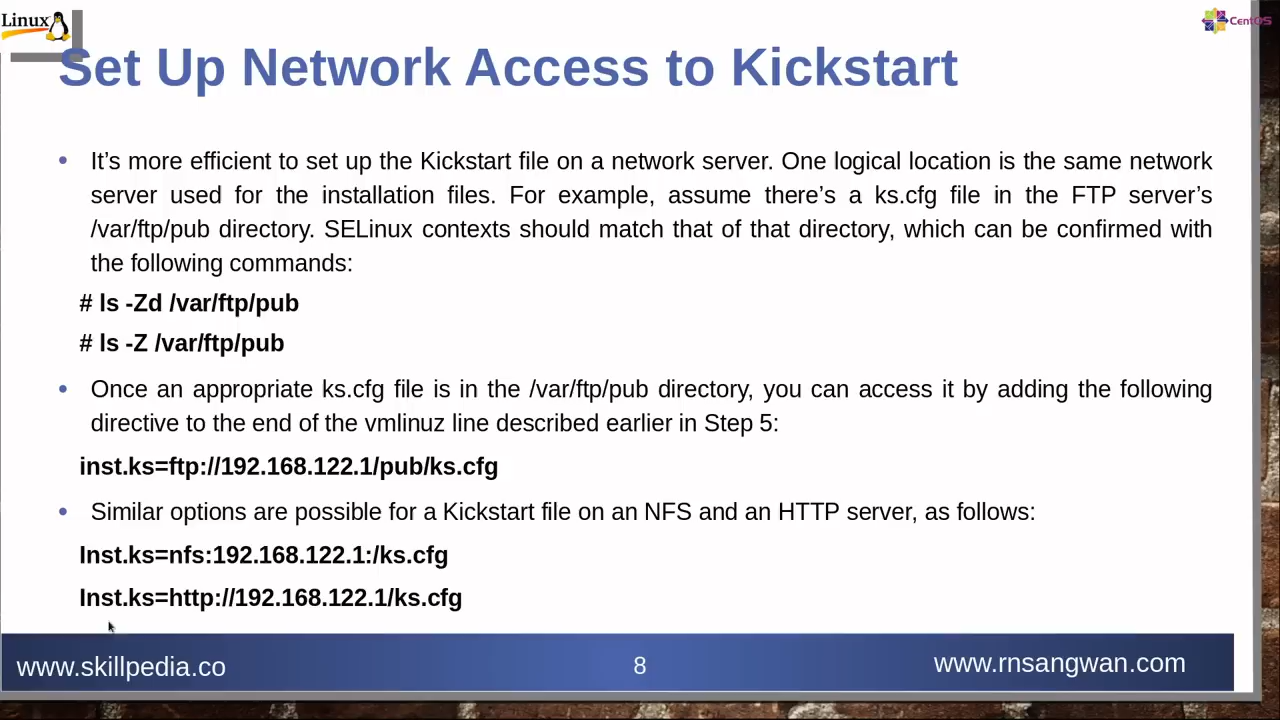 Linux
CentOS
Set Up Network Access to Kickstart
• It’s more efficient to set up the Kickstart file on a network server. One logical location is the same network
server used for the installation files. For example, assume there’s a ks.cfg file in the FTP server’s
/var/ftp/pub directory. SELinux contexts should match that of that directory, which can be confirmed with
the following commands:
# ls -Zd /var/ftp/pub
# ls -Z /var/ftp/pub
• Once an appropriate ks.cfg file is in the /var/ftp/pub directory, you can access it by adding the following
directive to the end of the vmlinuz line described earlier in Step 5:
inst.ks=ftp://192.168.122.1/pub/ks.cfg
• Similar options are possible for a Kickstart file on an NFS and an HTTP server, as follows:
Inst.ks=nfs:192.168.122.1:/ks.cfg
Inst.ks=http://192.168.122.1/ks.cfg
www.skillpedia.co
8
www.rnsangwan.com